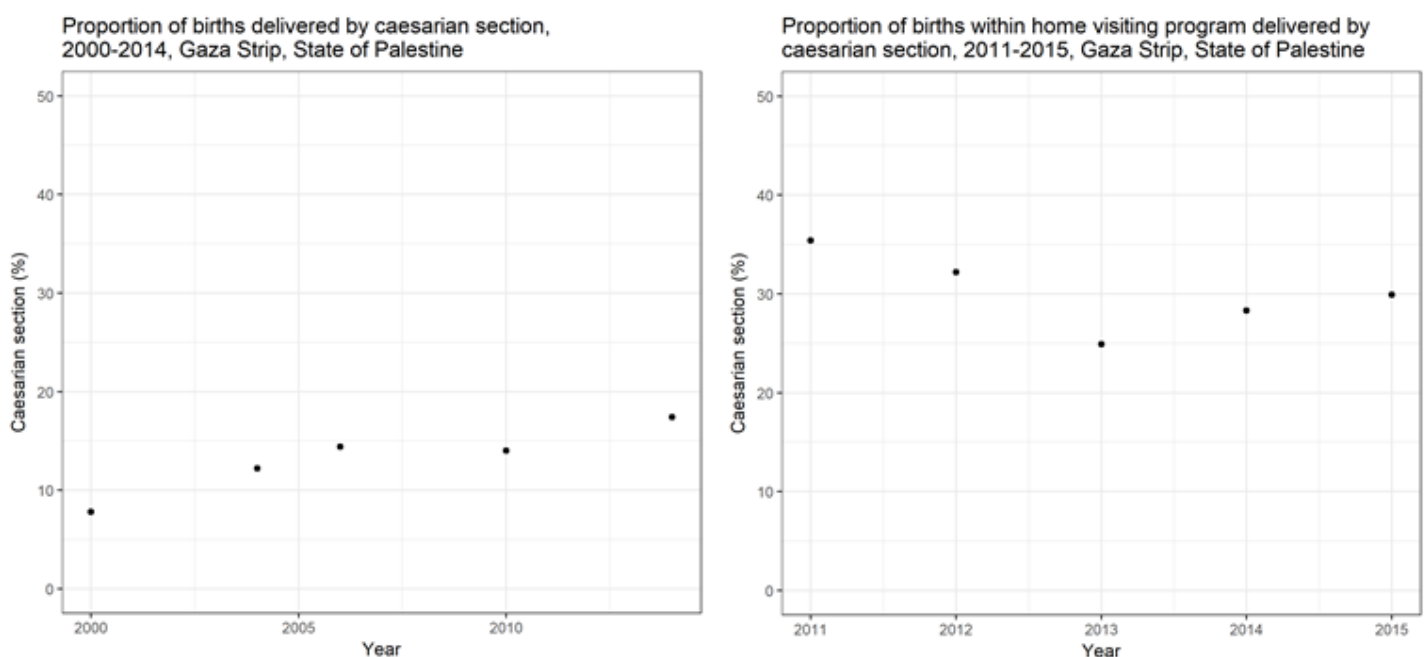 Proportion of births delivered by caesarian section,
2000-2014, Gaza Strip, State of Palestine
50
40
30
20
10
0
Caesarian section (%)
2000 2005 2010
Year
Proportion of births within home visiting program delivered by
caesarian section, 2011-2015, Gaza Strip, State of Palestine
50
40
30
20
10
0
Caesarian section (%)
2011 2012 2013 2014 2015
Year